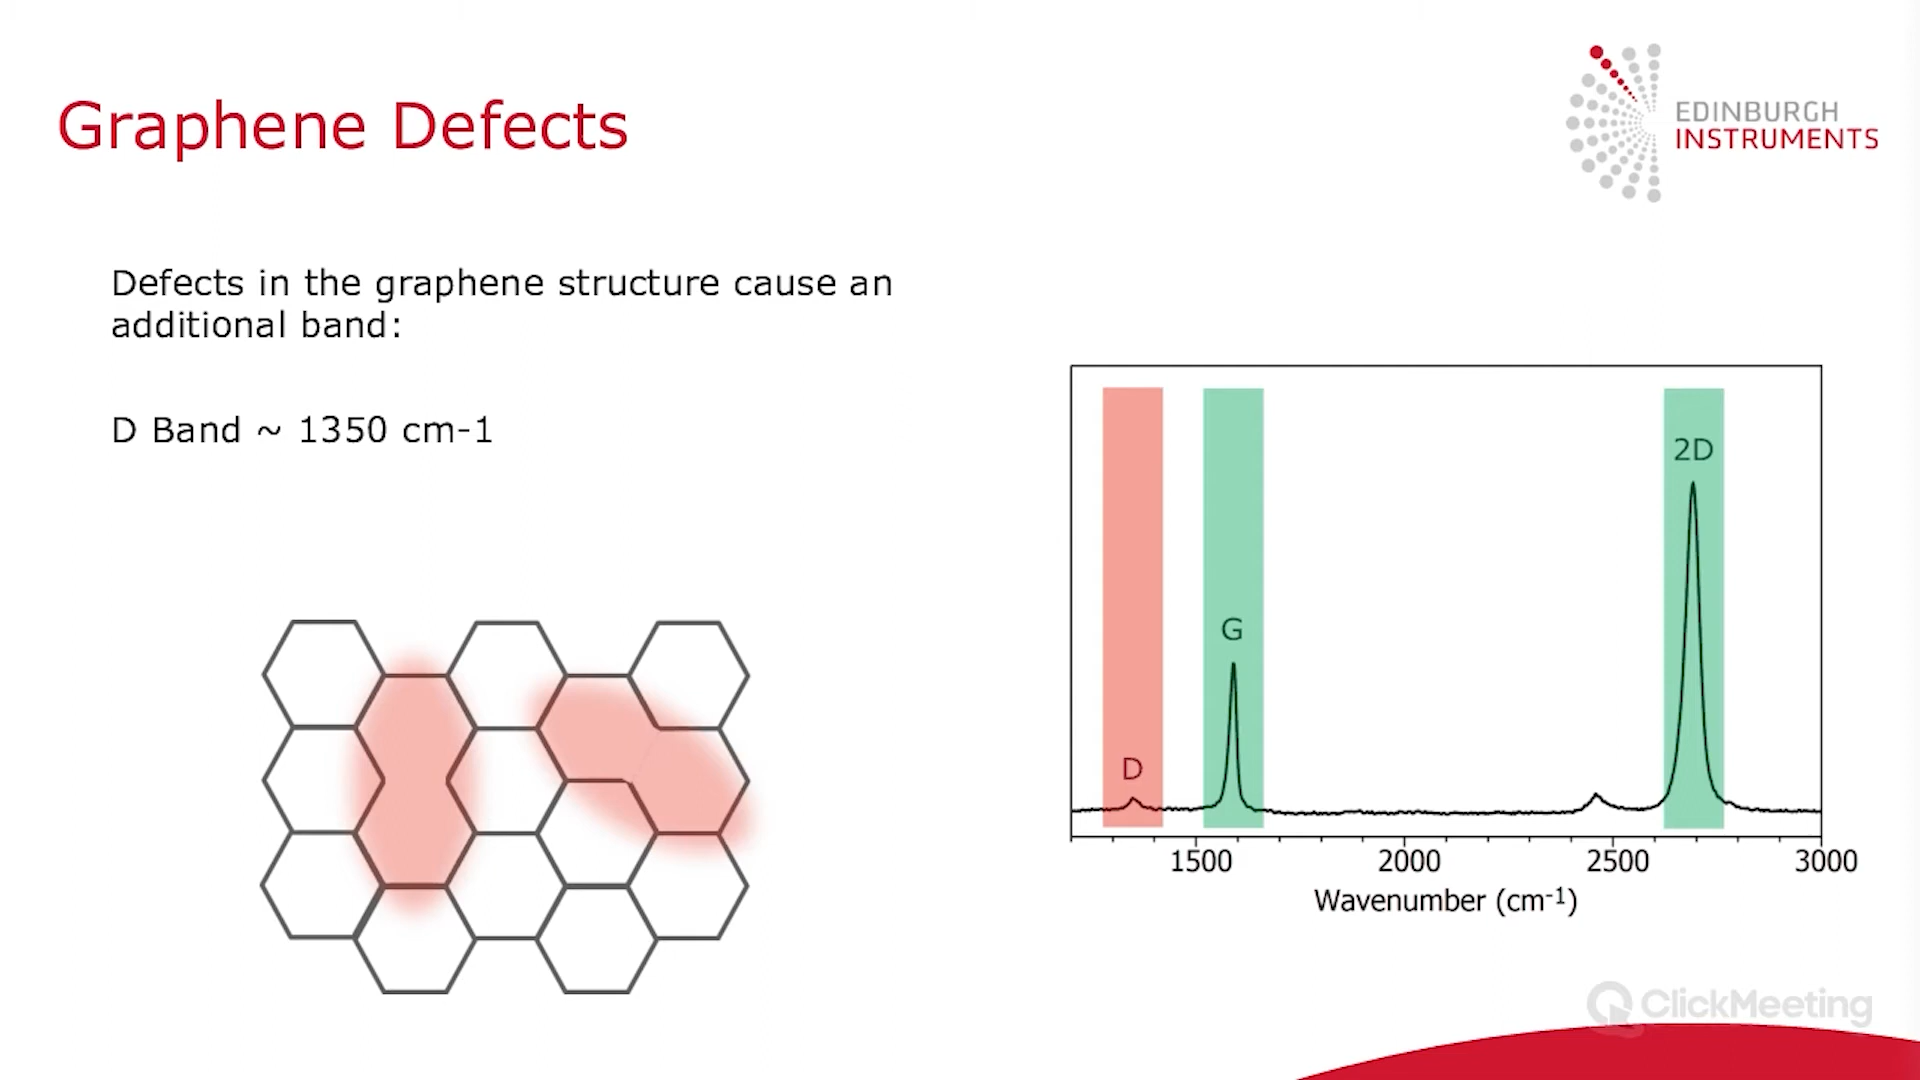 Graphene Defects
EDINBURGH
INSTRUMENTS
Defects in the graphene structure cause an
additional band:
D Band ~ 1350 cm-1
2D
G
D
1500 2000 2500 3000
Wavenumber (cm-1)
ClickMeeting